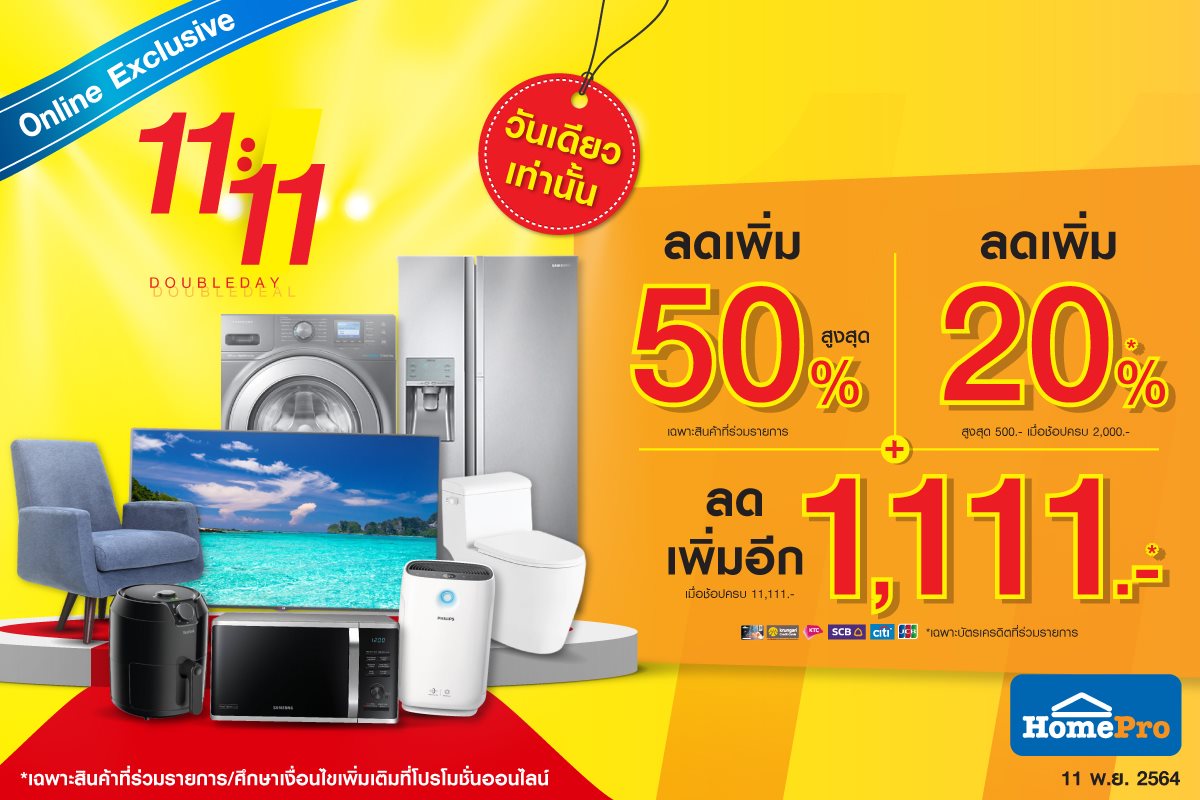 Online Exclusive
11:11
DOUBLEDAY
DOUBLEDEAL
วันเดียว
เท่านั้น
ลดเพิ่ม
50%
สูงสุด
เฉพาะสินค้าที่ร่วมรายการ
ลดเพิ่ม
20%*
สูงสุด 500.- เมื่อช้อปครบ 2,000.-
+
ลด
เพิ่มอีก
1,111.-*
เมื่อช้อปครบ 11,111.-
KTC
SCB
citi
JCB
*เฉพาะบัตรเครดิตที่ร่วมรายการ
SAMSUNG
PHILIPS
12:00
SAMSUNG
HomePro
*เฉพาะสินค้าที่ร่วมรายการ/ศึกษาเงื่อนไขเพิ่มเติมที่โปรโมชั่นออนไลน์
11 พ.ย. 2564